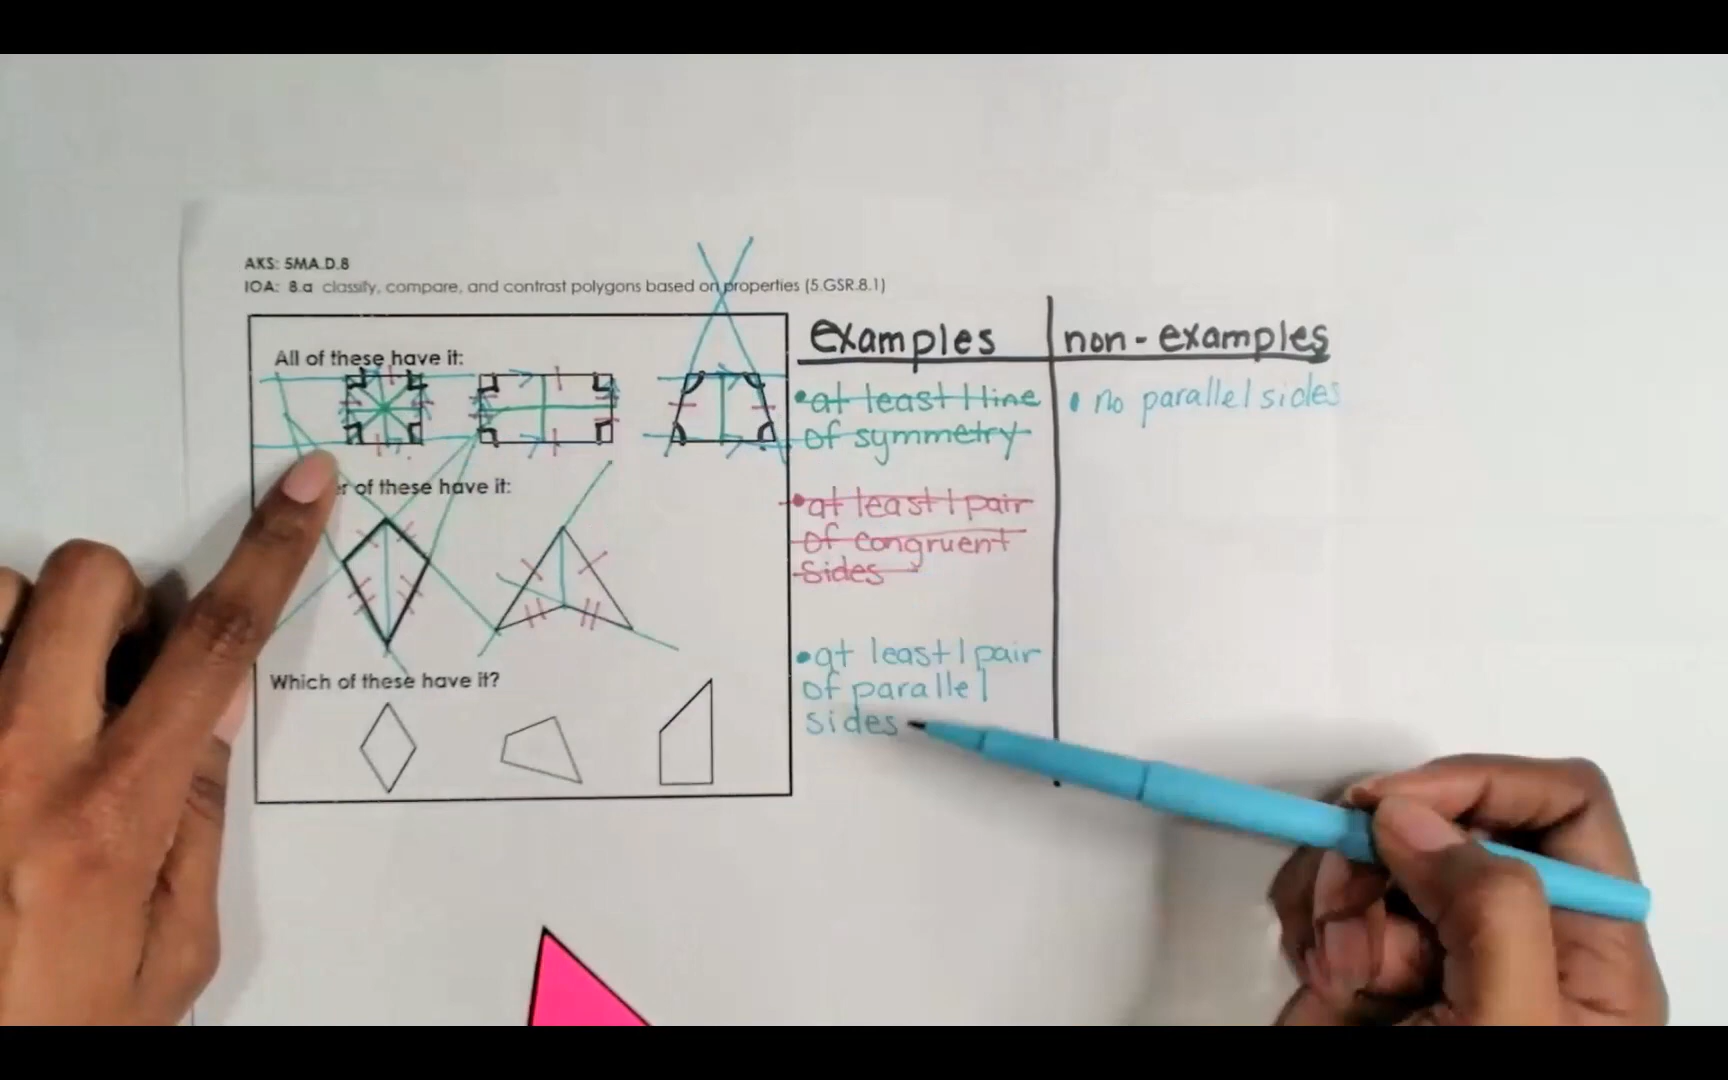 AKS: 5MA.D.8
IOA: 8.a classify, compare, and contrast polygons based on properties (5.GSR.8.1)
All of these have it:
of these have it:
Which of these have it?
examples
• at least 1 line
of symmetry
• at least 1 pair
of congruent
sides
• at least 1 pair
of parallel
sides
non-examples
• no parallel sides